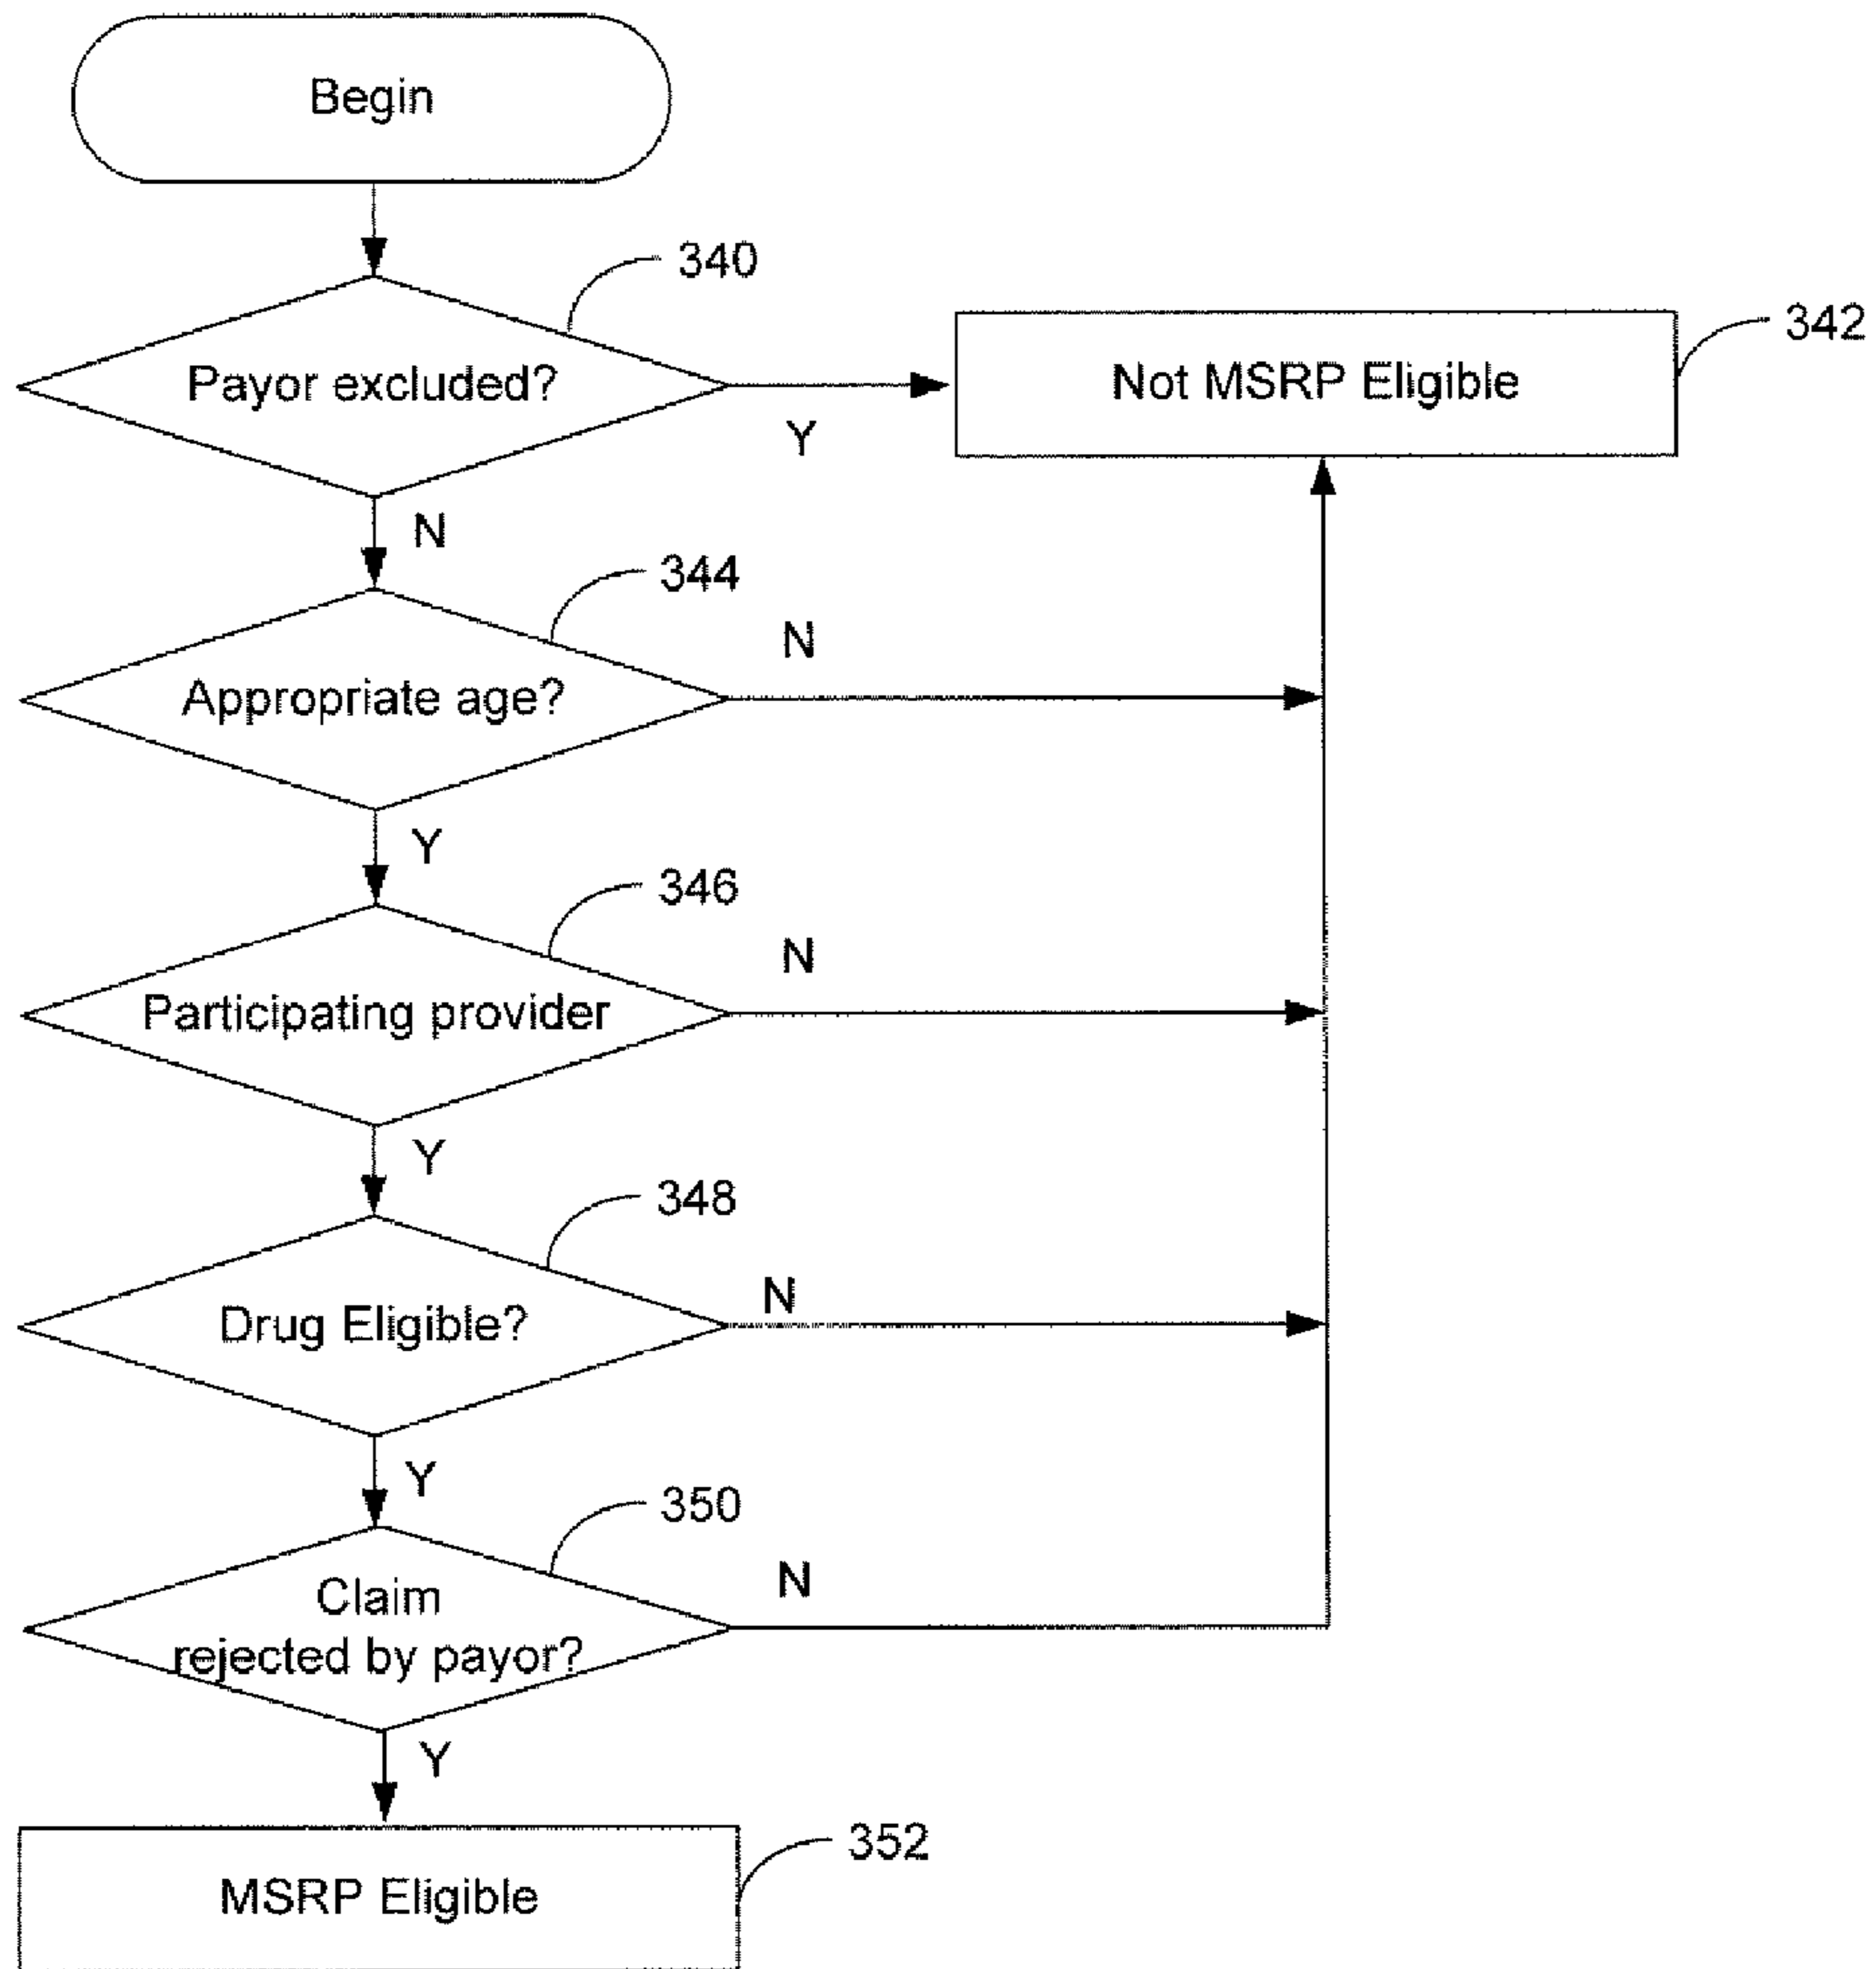 Begin
340
Payor excluded?
Y
Not MSRP Eligible
342
N
344
Appropriate age?
N
Y
346
Participating provider
N
Y
348
Drug Eligible?
N
Y
350
Claim
rejected by payor?
N
Y
352
MSRP Eligible